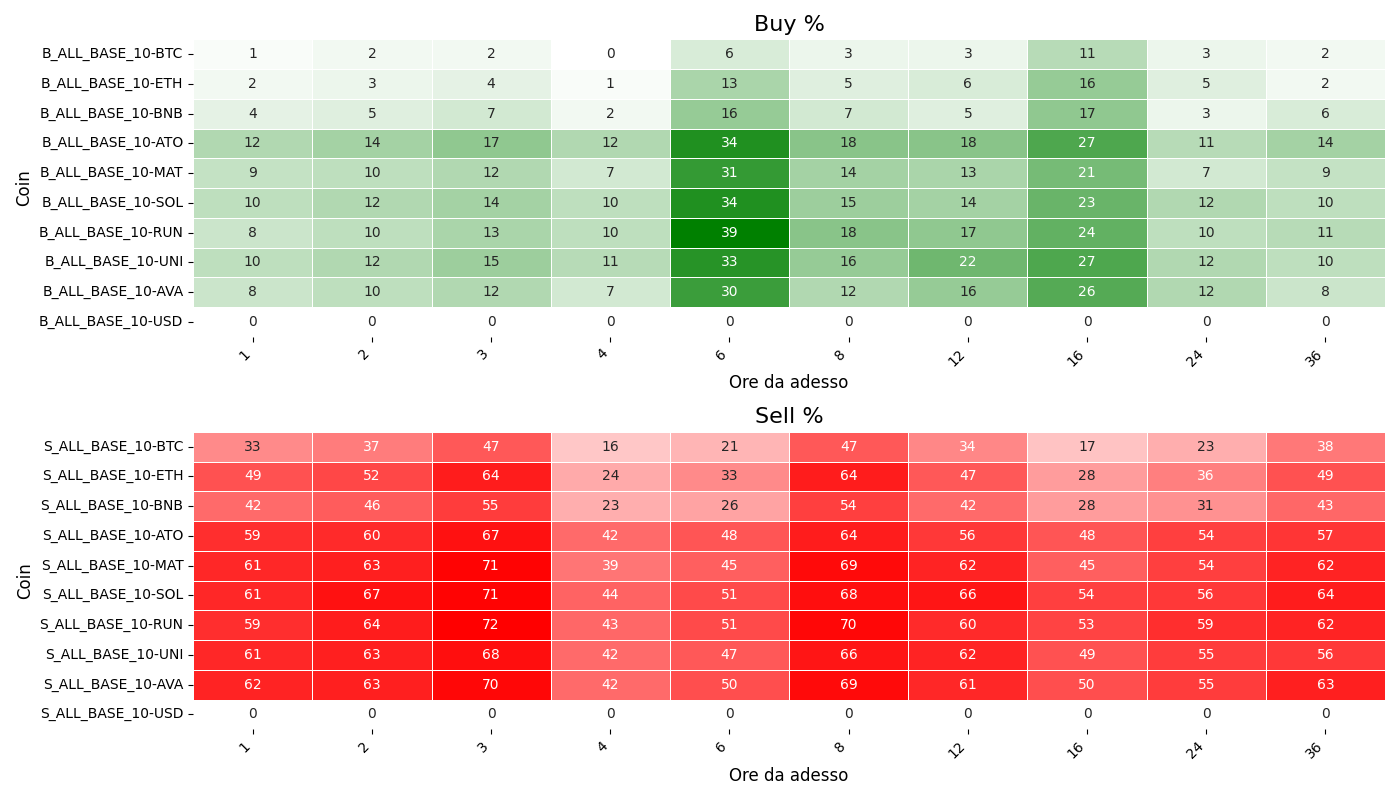 Buy %
Coin
B_ALL_BASE_10-BTC 1 2 2 0 6 3 3 11 3 2
B_ALL_BASE_10-ETH 2 3 4 1 13 5 6 16 5 2
B_ALL_BASE_10-BNB 4 5 7 2 16 7 5 17 3 6
B_ALL_BASE_10-ATO 12 14 17 12 34 18 18 27 11 14
B_ALL_BASE_10-MAT 9 10 12 7 31 14 13 21 7 9
B_ALL_BASE_10-SOL 10 12 14 10 34 15 14 23 12 10
B_ALL_BASE_10-RUN 8 10 13 10 39 18 17 24 10 11
B_ALL_BASE_10-UNI 10 12 15 11 33 16 22 27 12 10
B_ALL_BASE_10-AVA 8 10 12 7 30 12 16 26 12 8
B_ALL_BASE_10-USD 0 0 0 0 0 0 0 0 0 0
1 2 3 4 6 8 12 16 24 36
Ore da adesso
Sell %
Coin
S_ALL_BASE_10-BTC 33 37 47 16 21 47 34 17 23 38
S_ALL_BASE_10-ETH 49 52 64 24 33 64 47 28 36 49
S_ALL_BASE_10-BNB 42 46 55 23 26 54 42 28 31 43
S_ALL_BASE_10-ATO 59 60 67 42 48 64 56 48 54 57
S_ALL_BASE_10-MAT 61 63 71 39 45 69 62 45 54 62
S_ALL_BASE_10-SOL 61 67 71 44 51 68 66 54 56 64
S_ALL_BASE_10-RUN 59 64 72 43 51 70 60 53 59 62
S_ALL_BASE_10-UNI 61 63 68 42 47 66 62 49 55 56
S_ALL_BASE_10-AVA 62 63 70 42 50 69 61 50 55 63
S_ALL_BASE_10-USD 0 0 0 0 0 0 0 0 0 0
1 2 3 4 6 8 12 16 24 36
Ore da adesso